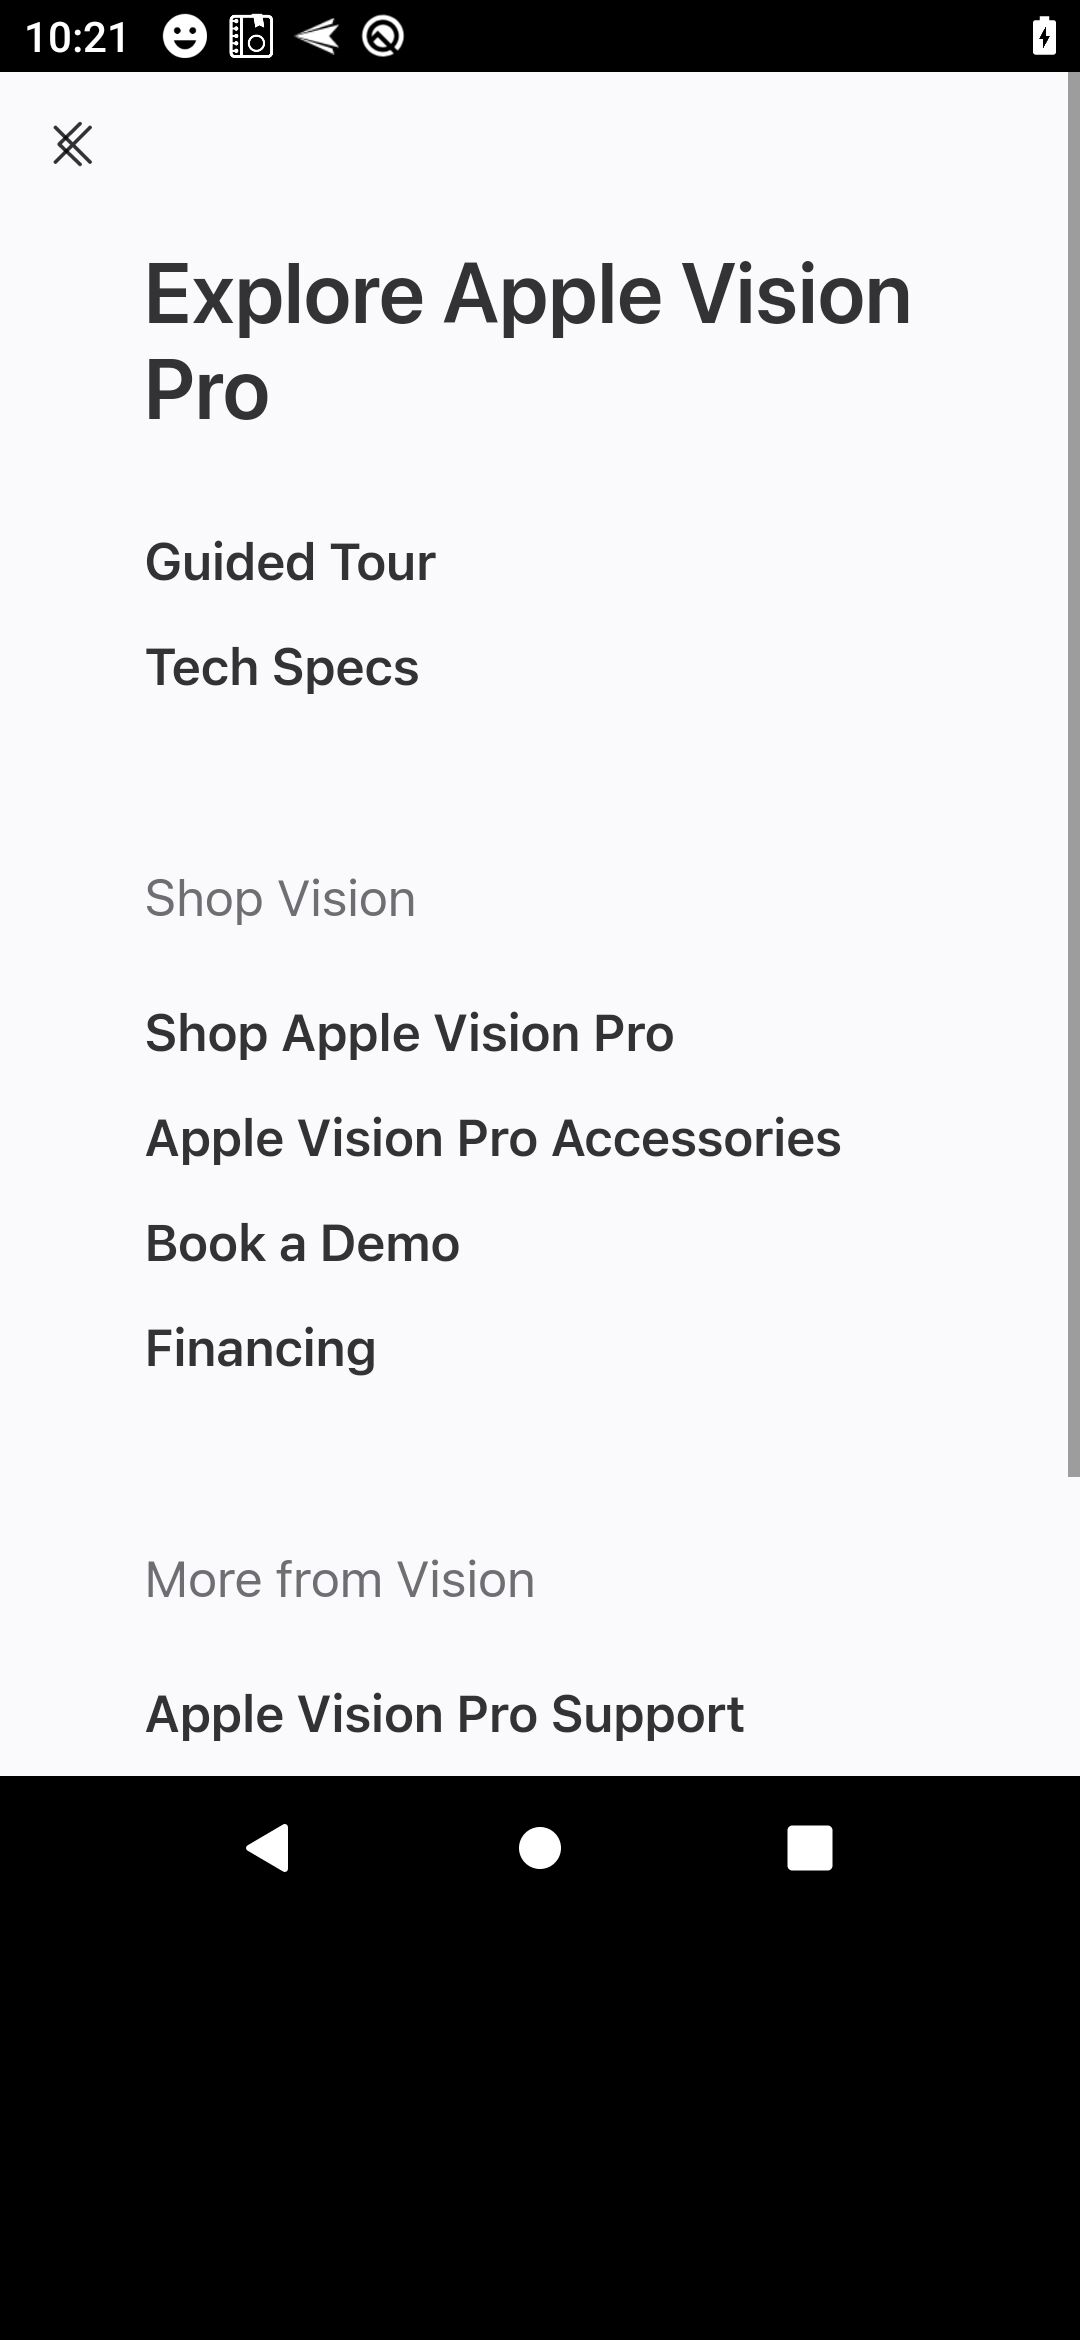 10:21
Explore Apple Vision
Pro
Guided Tour
Tech Specs
Shop Vision
Shop Apple Vision Pro
Apple Vision Pro Accessories
Book a Demo
Financing
More from Vision
Apple Vision Pro Support